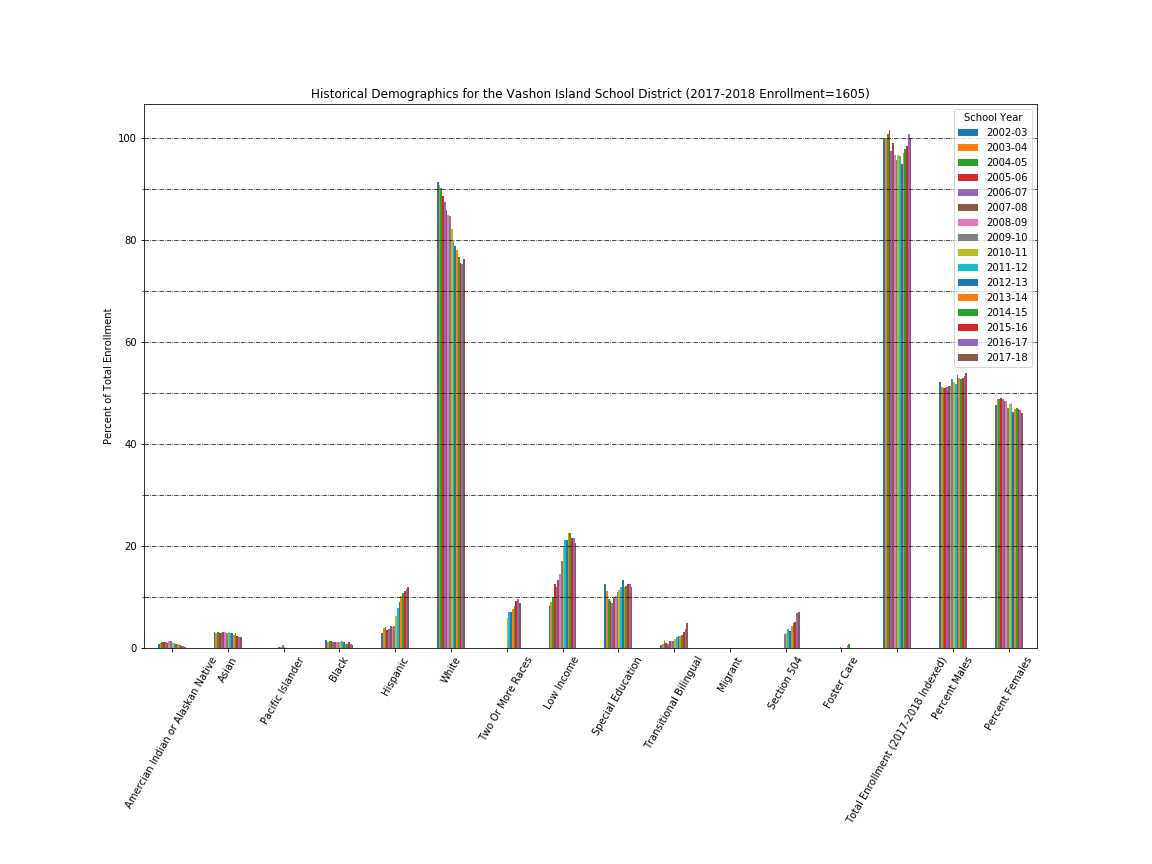 Historical Demographics for the Vashon Island School District (2017-2018 Enrollment=1605)
Percent of Total Enrollment
100
80
60
40
20
0
School Year
2002-03
2003-04
2004-05
2005-06
2006-07
2007-08
2008-09
2009-10
2010-11
2011-12
2012-13
2013-14
2014-15
2015-16
2016-17
2017-18
Amercian Indian or Alaskan Native
Asian
Pacific Islander
Black
Hispanic
White
Two Or More Races
Low Income
Special Education
Transitional Bilingual
Migrant
Section 504
Foster Care
Total Enrollment (2017-2018 Indexed)
Percent Males
Percent Females